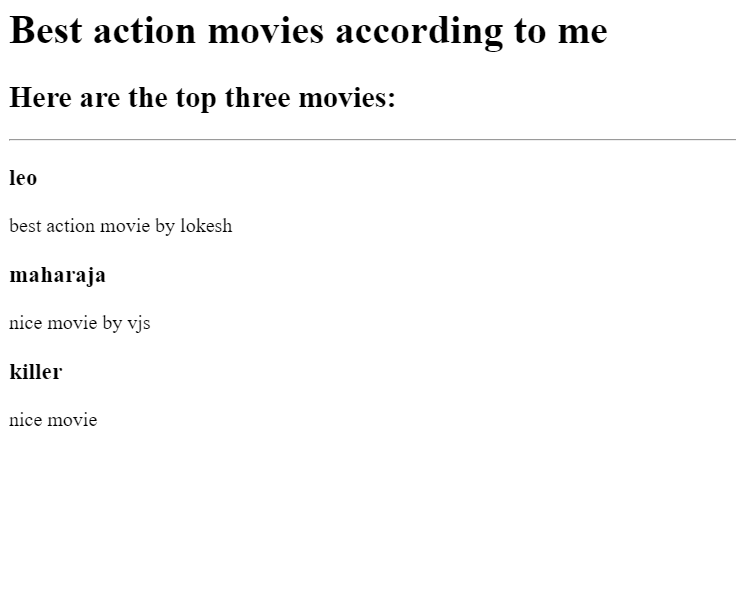 Best action movies according to me
Here are the top three movies:
leo
best action movie by lokesh
maharaja
nice movie by vjs
killer
nice movie